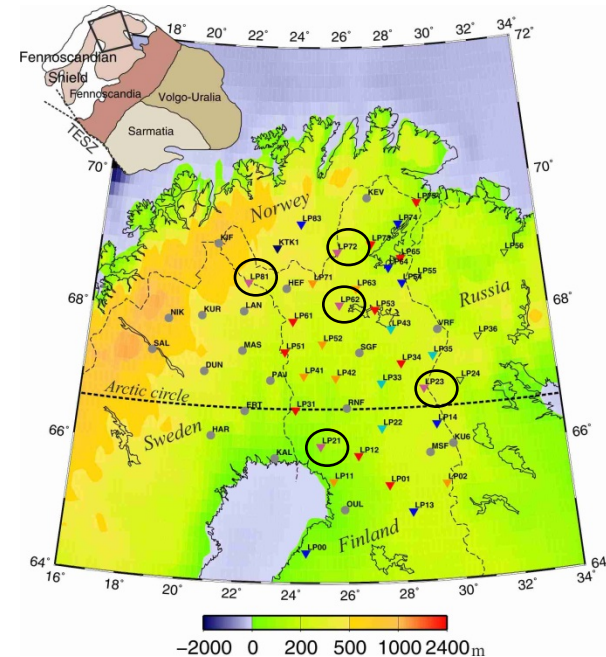 18° 20° 22° 24° 26° 28° 30° 32°
72°
Fennoscandian
Shield
Fennoscandia
Volgo-Uralia
Sarmatia
TESZ
70°
70°
Norwey
KEV
LP83
LP74
LP56
KIF
KTK1
LP72
LP65
LP81
LP71
HEF
LP63
LP55
68°
68°
Russia
NIK
KUR
LAN
LP62
LP53
LP61
LP43
VRF
LP36
SAL
MAS
LP51
LP52
SGF
LP35
DUN
PAJ
LP41
LP42
LP33
LP34
LP23
LP24
Arctic circle
ERT
LP31
RNF
LP14
66°
66°
Sweden
HAR
LP21
LP22
KU6
KAL
LP12
MSF
LP11
LP01
LP02
OUL
LP13
Finland
LP00
64°
64°
16° 18° 20° 22° 24° 26° 28° 30° 32° 34°
−2000 0 200 500 1000 2400 m